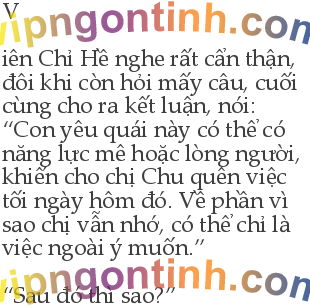 V
vipngontinh.com
iên Chỉ Hề nghe rất cẩn thận,
đôi khi còn hỏi mấy câu, cuối
cùng cho ra kết luận, nói:
“Con yêu quái này có thể có
năng lực mê hoặc lòng người,
khiến cho chị Chu quên việc
tối ngày hôm đó. Về phần vì
sao chị vẫn nhớ, có thể chỉ là
việc ngoài ý muốn.”
vipngontinh.com
“Sau đó thì sao?”